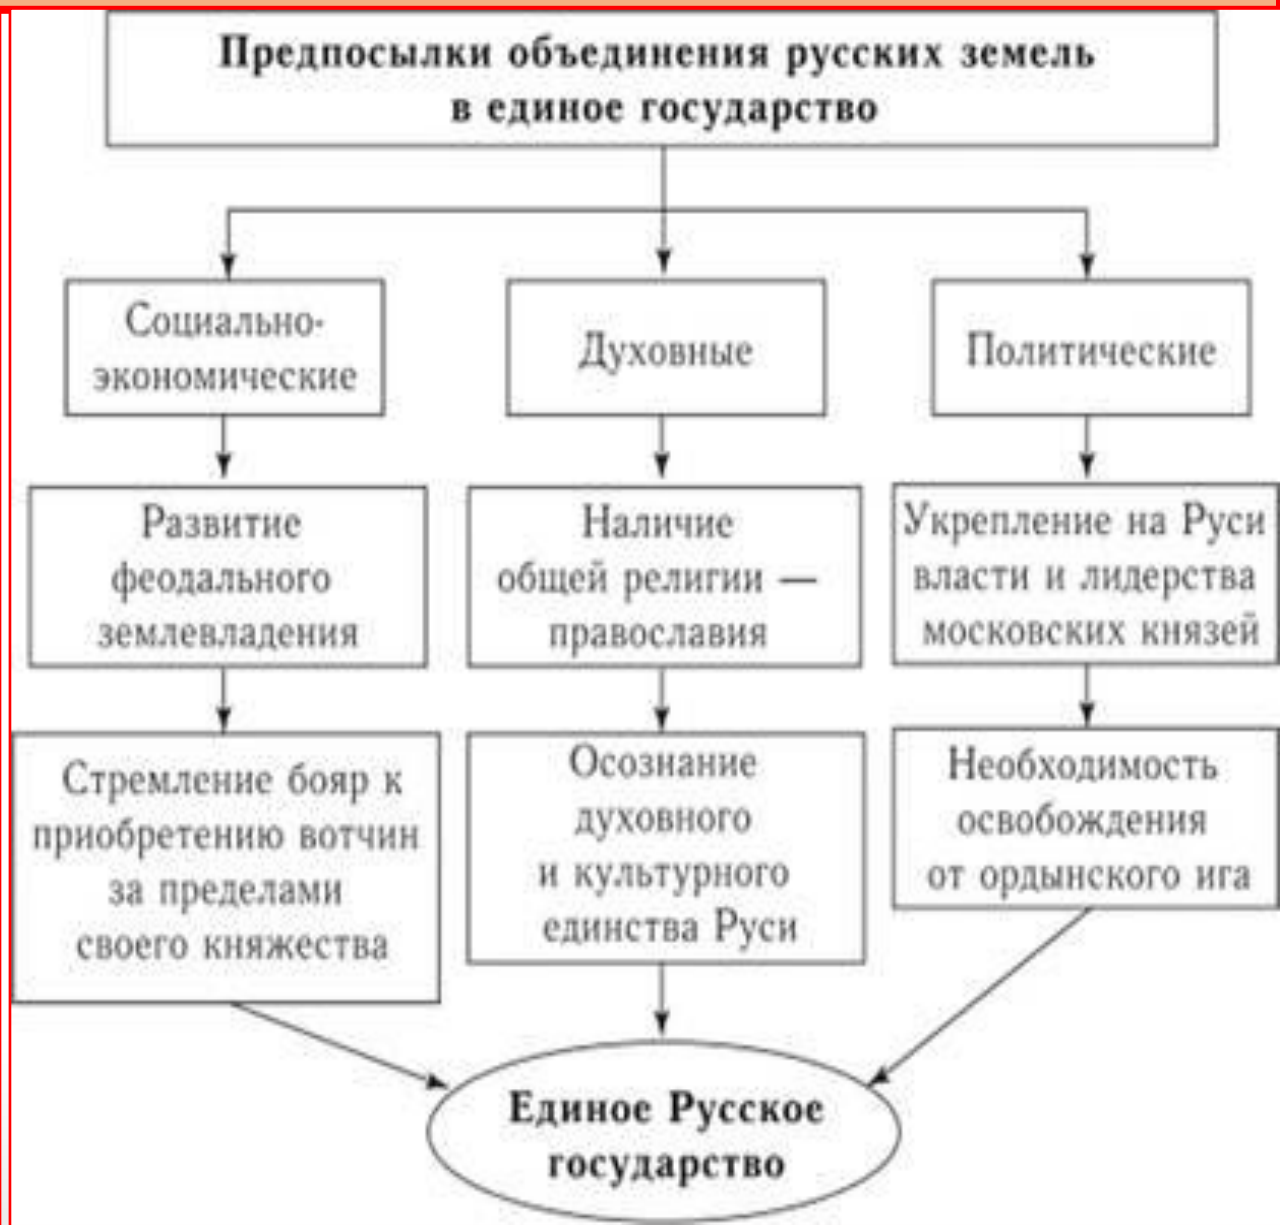 Предпосылки объединения русских земель
в единое государство
Социально-
экономические
Духовные
Политические
Развитие
феодального
землевладения
Наличие
общей религии —
православия
Укрепление на Руси
власти и лидерства
московских князей
Стремление бояр к
приобретению вотчин
за пределами
своего княжества
Осознание
духовного
и культурного
единства Руси
Необходимость
освобождения
от ордынского ига
Единое Русское
государство